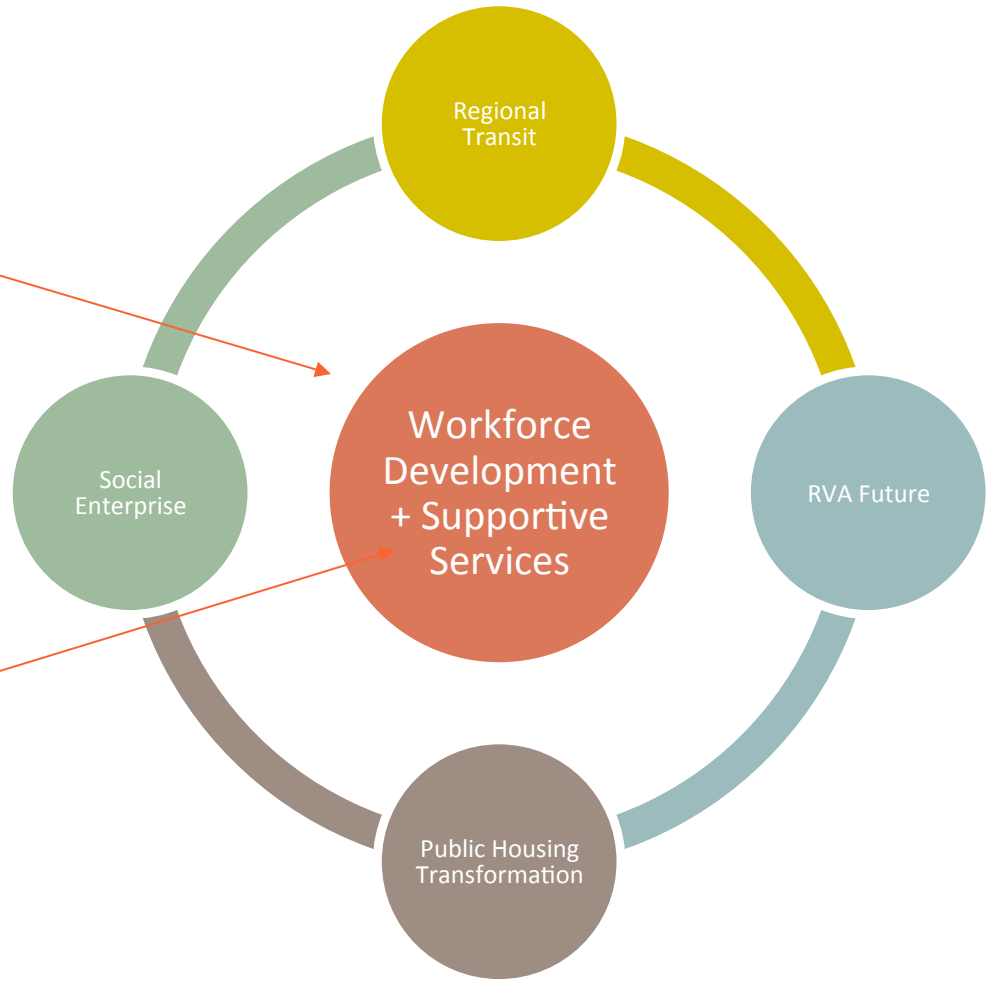 Regional
Transit
Workforce
Development
+ Supportive
Services
Social
Enterprise
RVA Future
Public Housing
Transformation